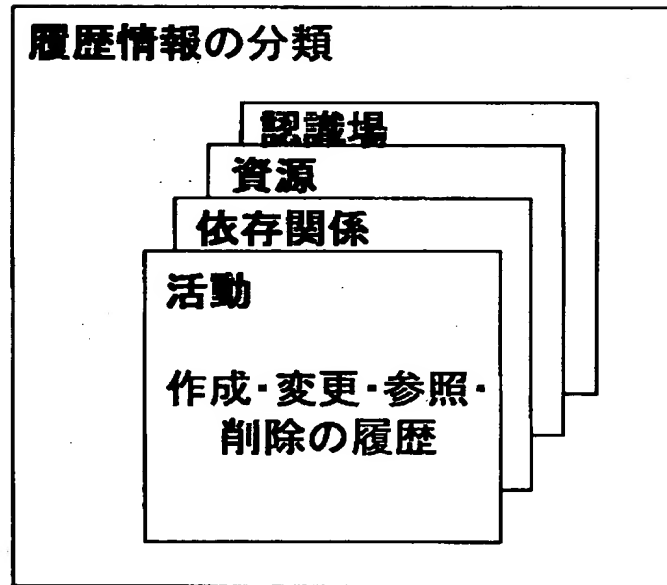 履歴情報の分類
認識場
資源
依存関係
活動
作成・変更・参照・
削除の履歴